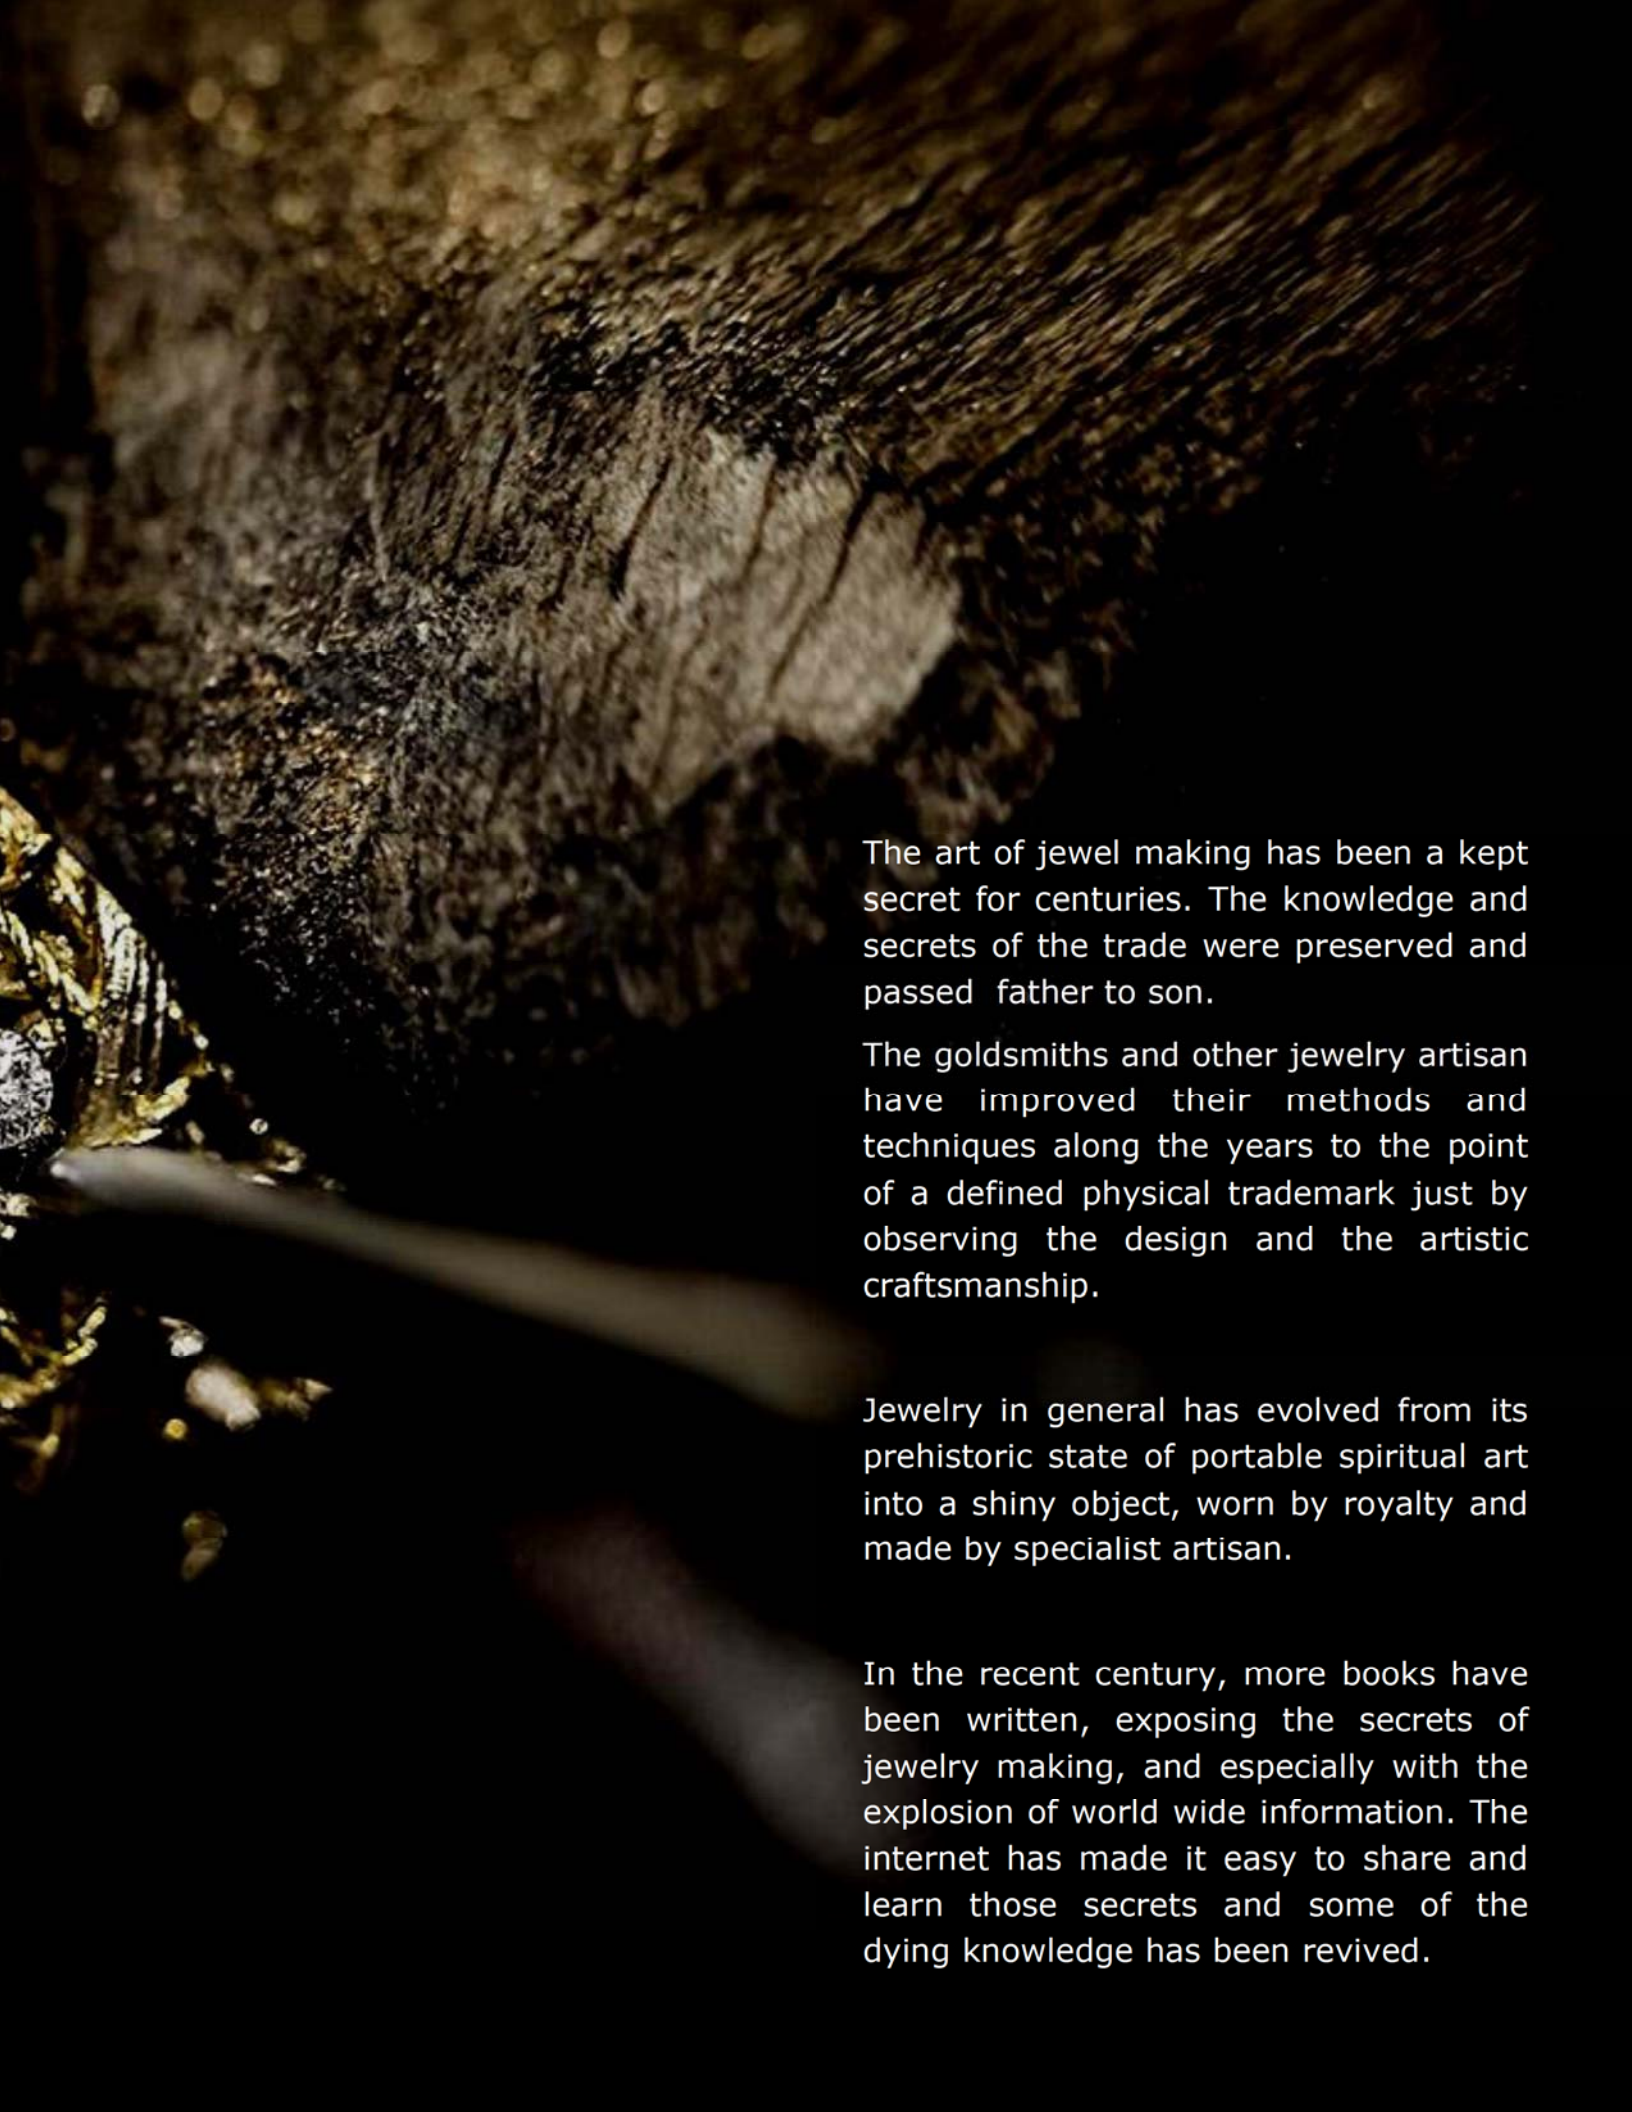 The art of jewel making has been a kept
secret for centuries. The knowledge and
secrets of the trade were preserved and
passed  father to son.
The goldsmiths and other jewelry artisan
have improved their methods and
techniques along the years to the point
of a defined physical trademark just by
observing the design and the artistic
craftsmanship.
Jewelry in general has evolved from its
prehistoric state of portable spiritual art
into a shiny object, worn by royalty and
made by specialist artisan.
In the recent century, more books have
been written, exposing the secrets of
jewelry making, and especially with the
explosion of world wide information. The
internet has made it easy to share and
learn those secrets and some of the
dying knowledge has been revived.